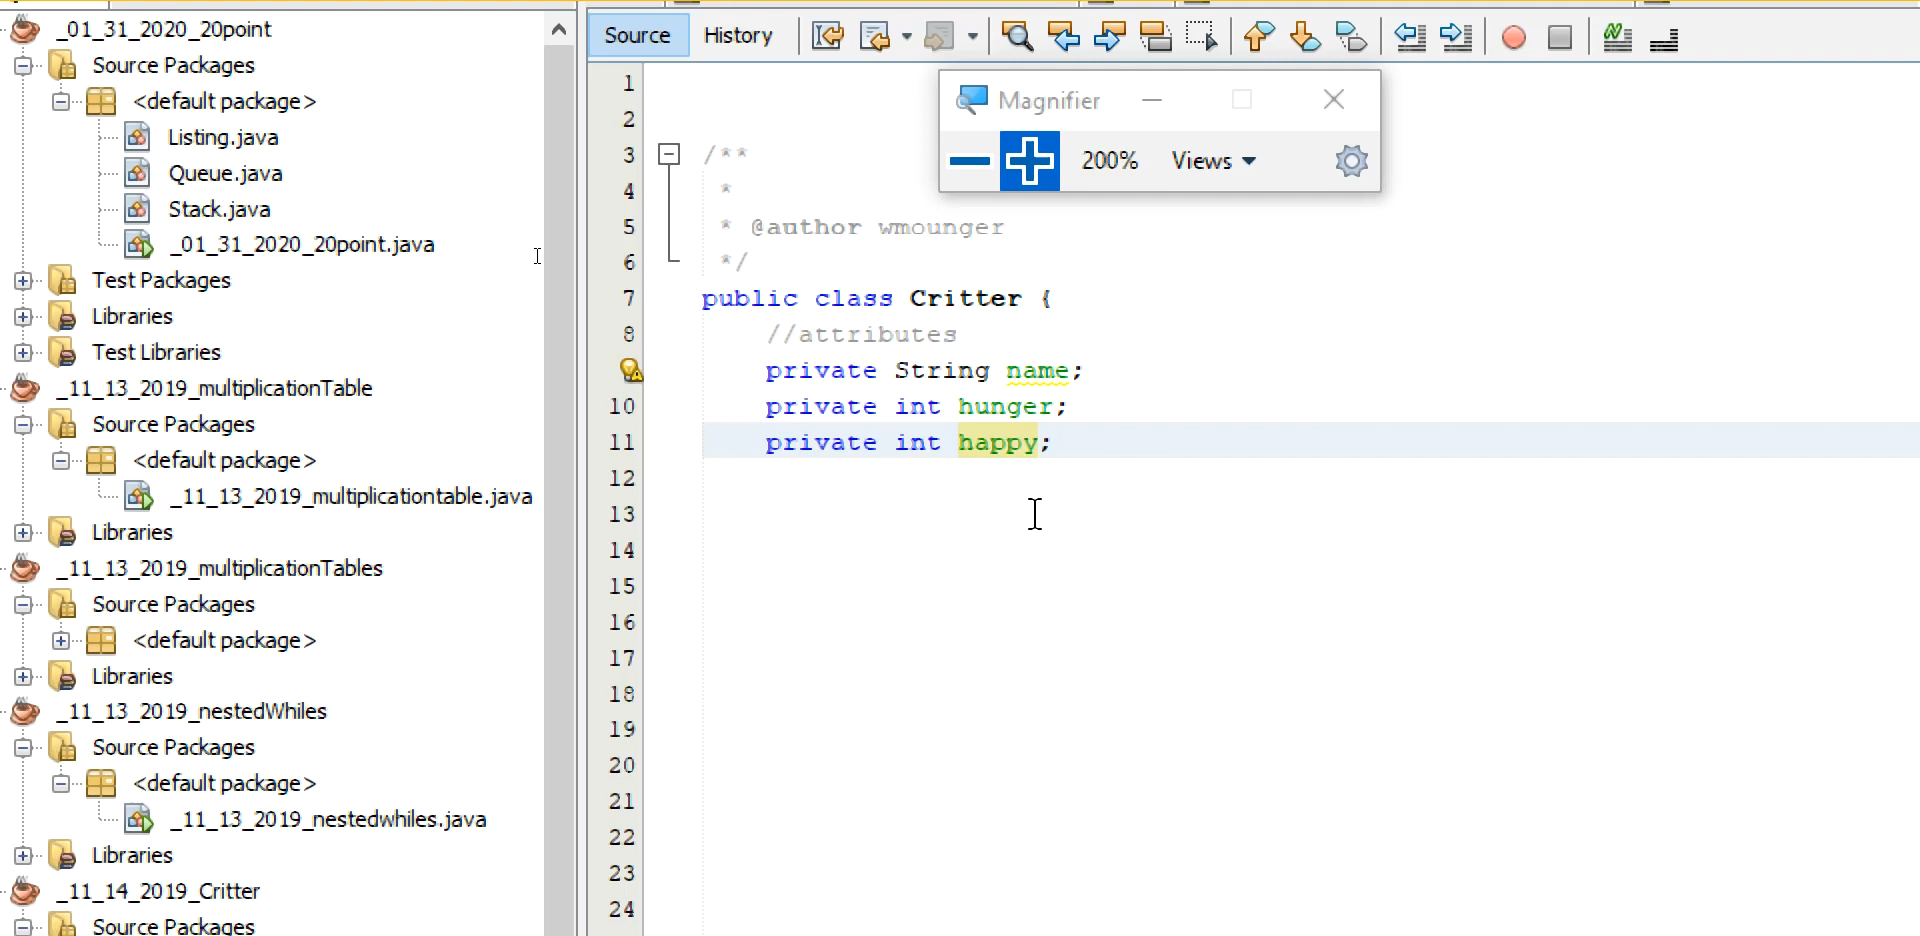 _01_31_2020_20point
Source Packages
<default package>
Listing.java
Queue.java
Stack.java
_01_31_2020_20point.java
Test Packages
Libraries
Test Libraries
_11_13_2019_multiplicationTable
Source Packages
<default package>
_11_13_2019_multiplicationtable.java
Libraries
_11_13_2019_multiplicationTables
Source Packages
<default package>
Libraries
_11_13_2019_nestedWhiles
Source Packages
<default package>
_11_13_2019_nestedwhiles.java
Libraries
_11_14_2019_Critter
Source Packages
Source History
Magnifier
200% Views
1
2
3 /**
4 *
5 * @author wmounger
6 */
7 public class Critter {
8 //attributes
private String name;
10 private int hunger;
11 private int happy;
12
13
14
15
16
17
18
19
20
21
22
23
24